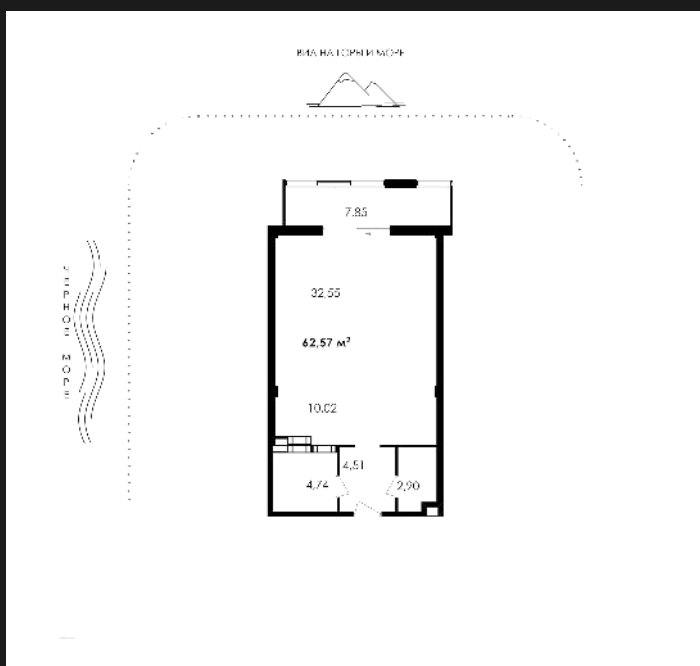 ВИД НА ГОРЫ И МОРЕ
7.85
32,55
62,57 м²
10.02
4,51
4,74
2,90
ЧЕРНОЕ МОРЕ